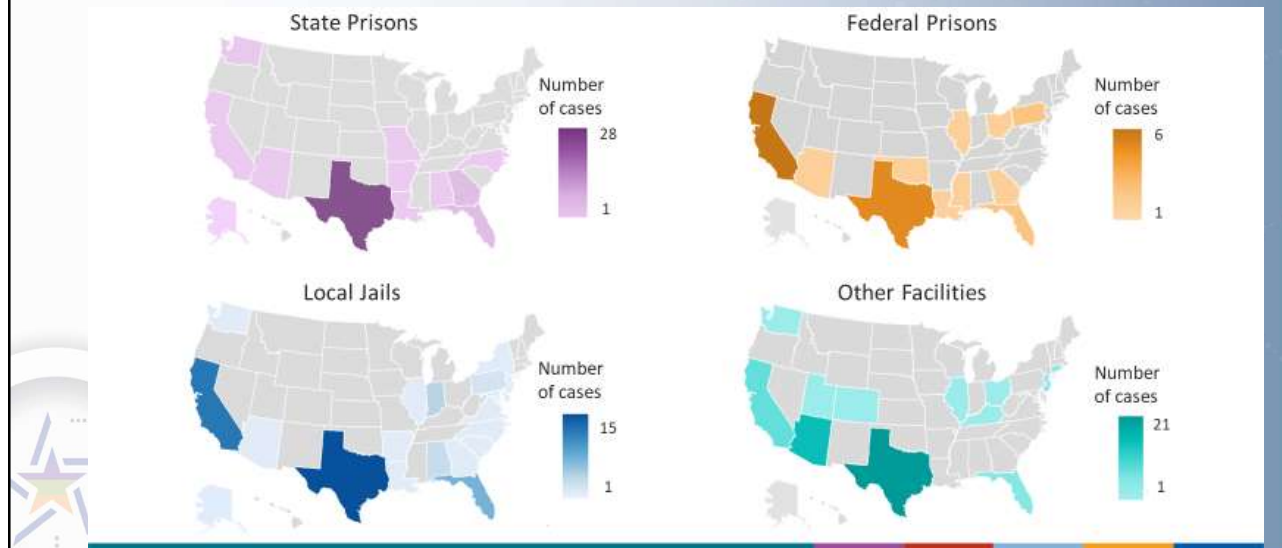 State Prisons
Number
of cases
28
1
Federal Prisons
Number
of cases
6
1
Local Jails
Number
of cases
15
1
Other Facilities
Number
of cases
21
1